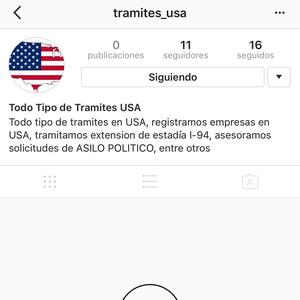 tramites_usa
0
11
16
publicaciones
seguidores
seguidos
Siguiendo
Todo Tipo de Tramites USA
Todo tipo de tramites en USA, registramos empresas en
USA, tramitamos extension de estadía I-94, asesoramos
solicitudes de ASILO POLITICO, entre otros